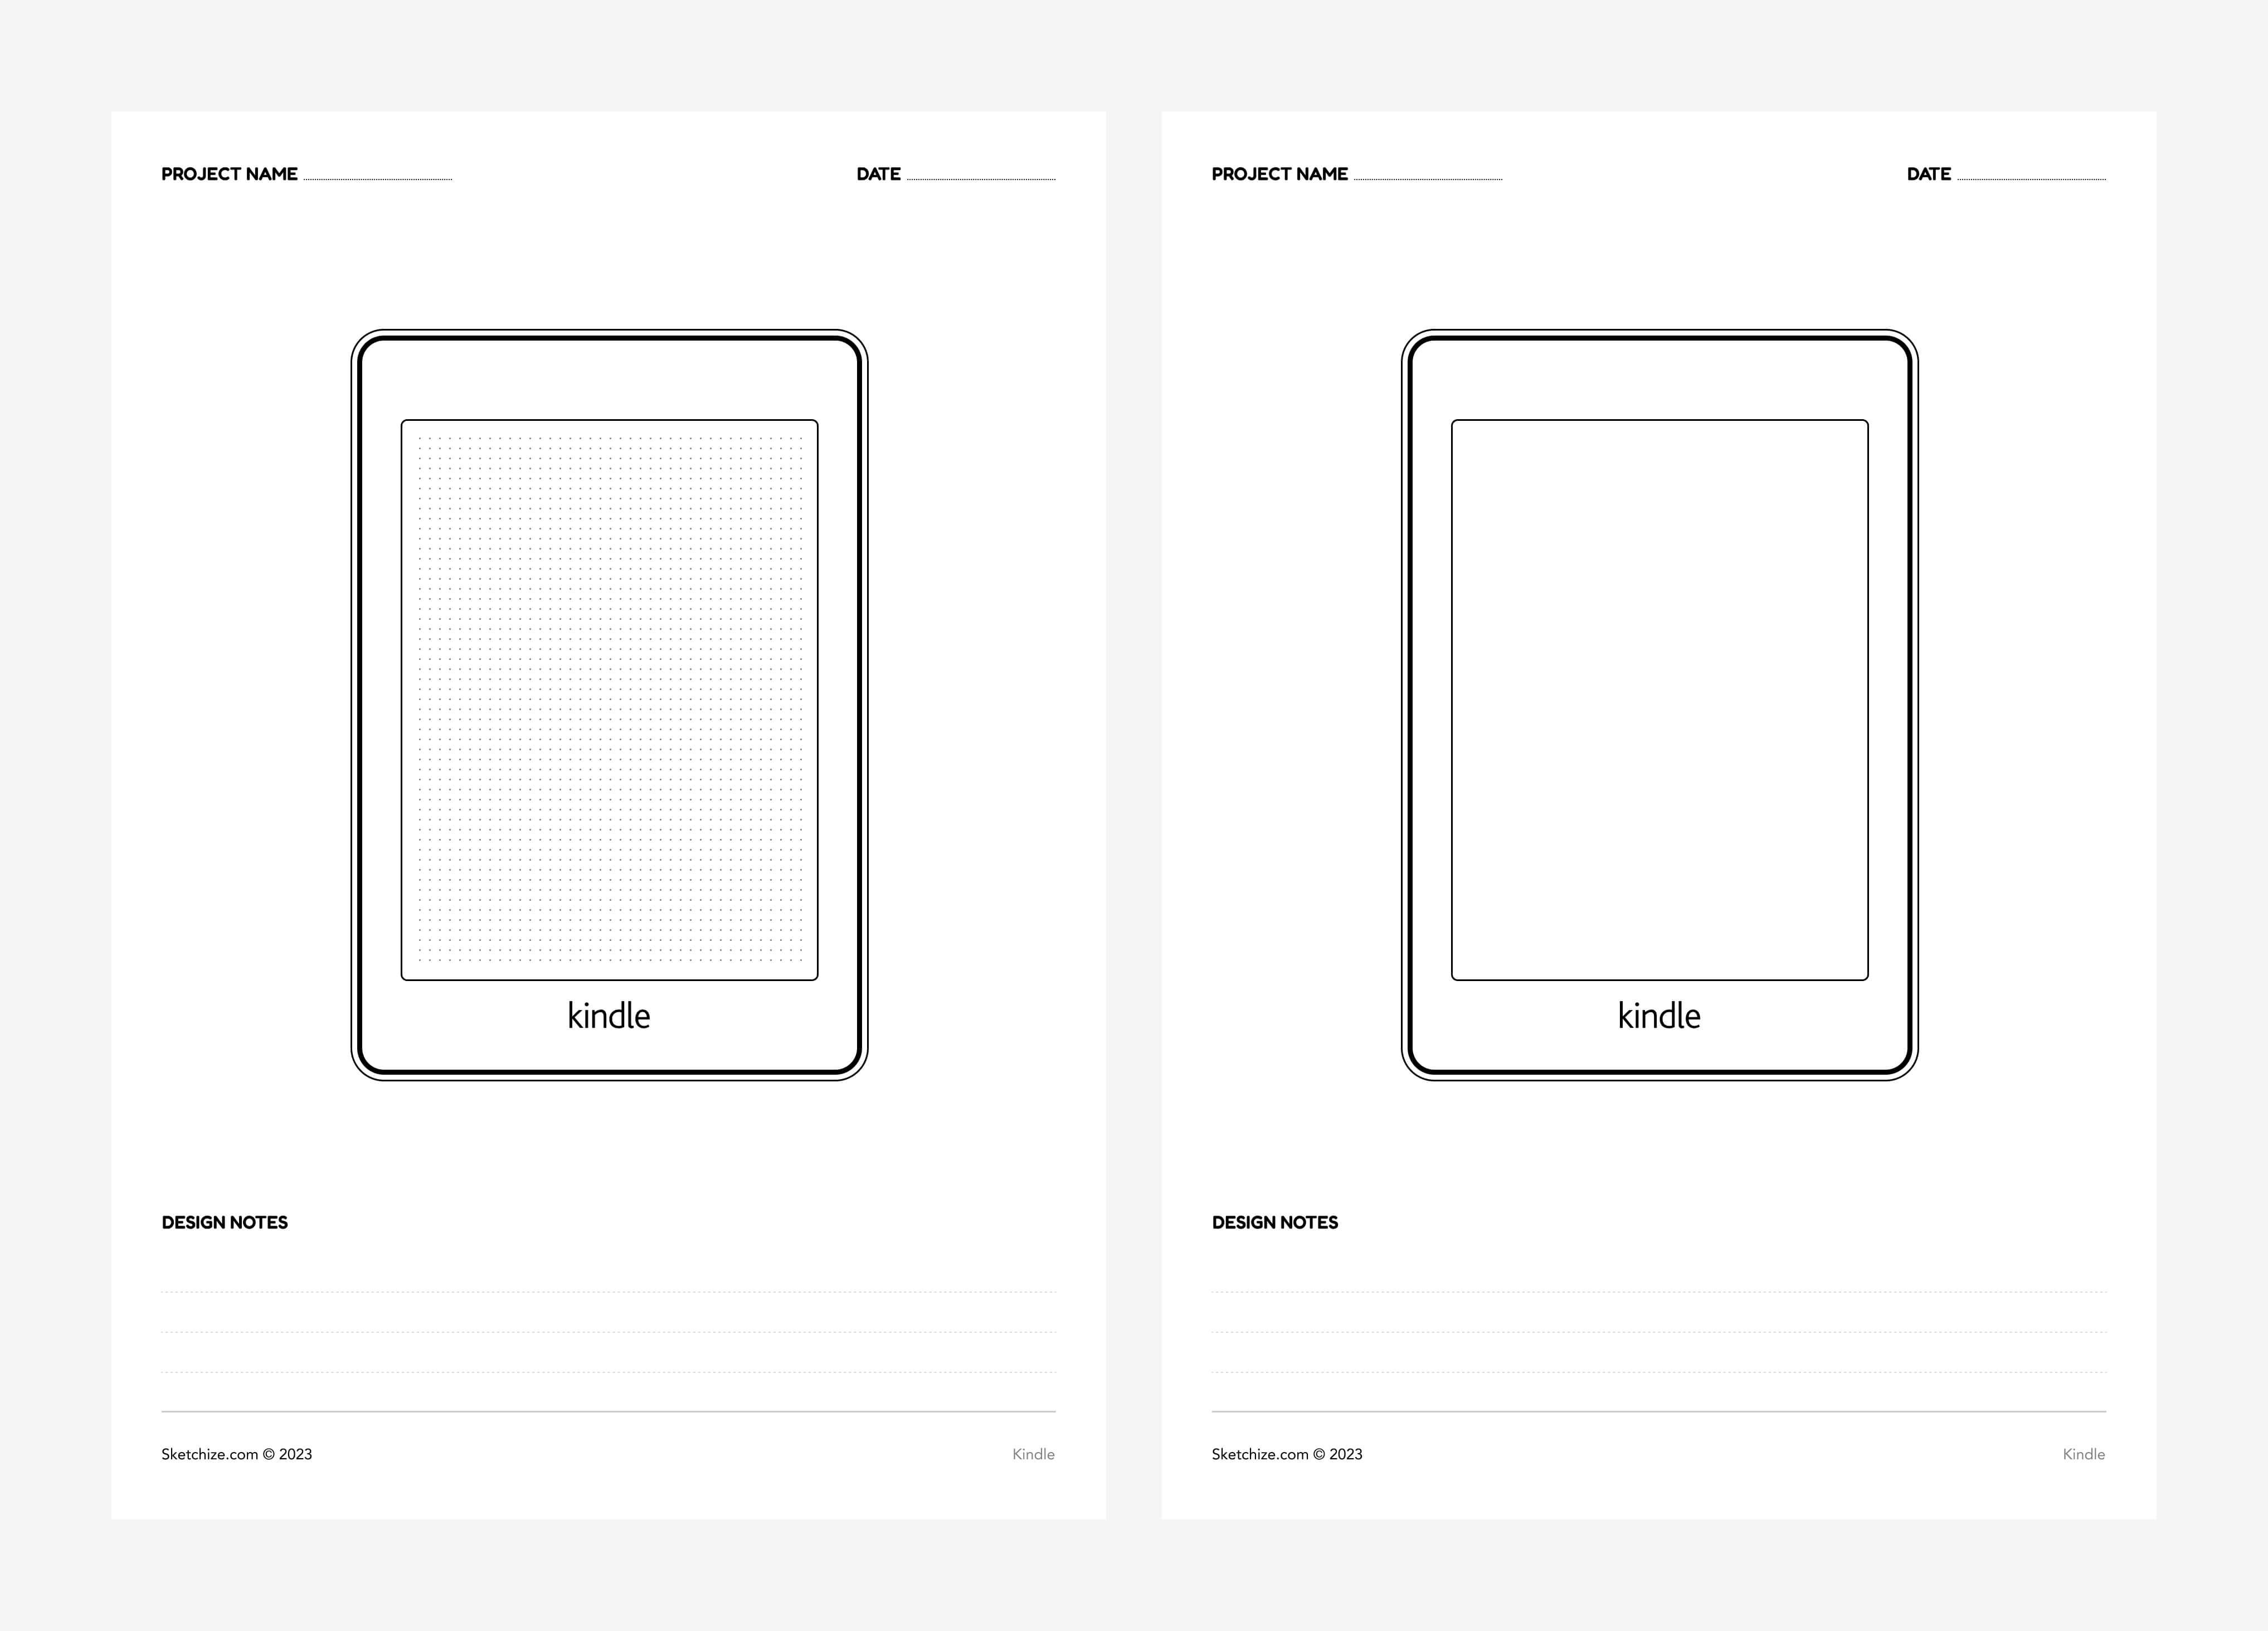 PROJECT NAME
DATE
kindle
DESIGN NOTES
Sketchize.com © 2023
Kindle
PROJECT NAME
DATE
kindle
DESIGN NOTES
Sketchize.com © 2023
Kindle